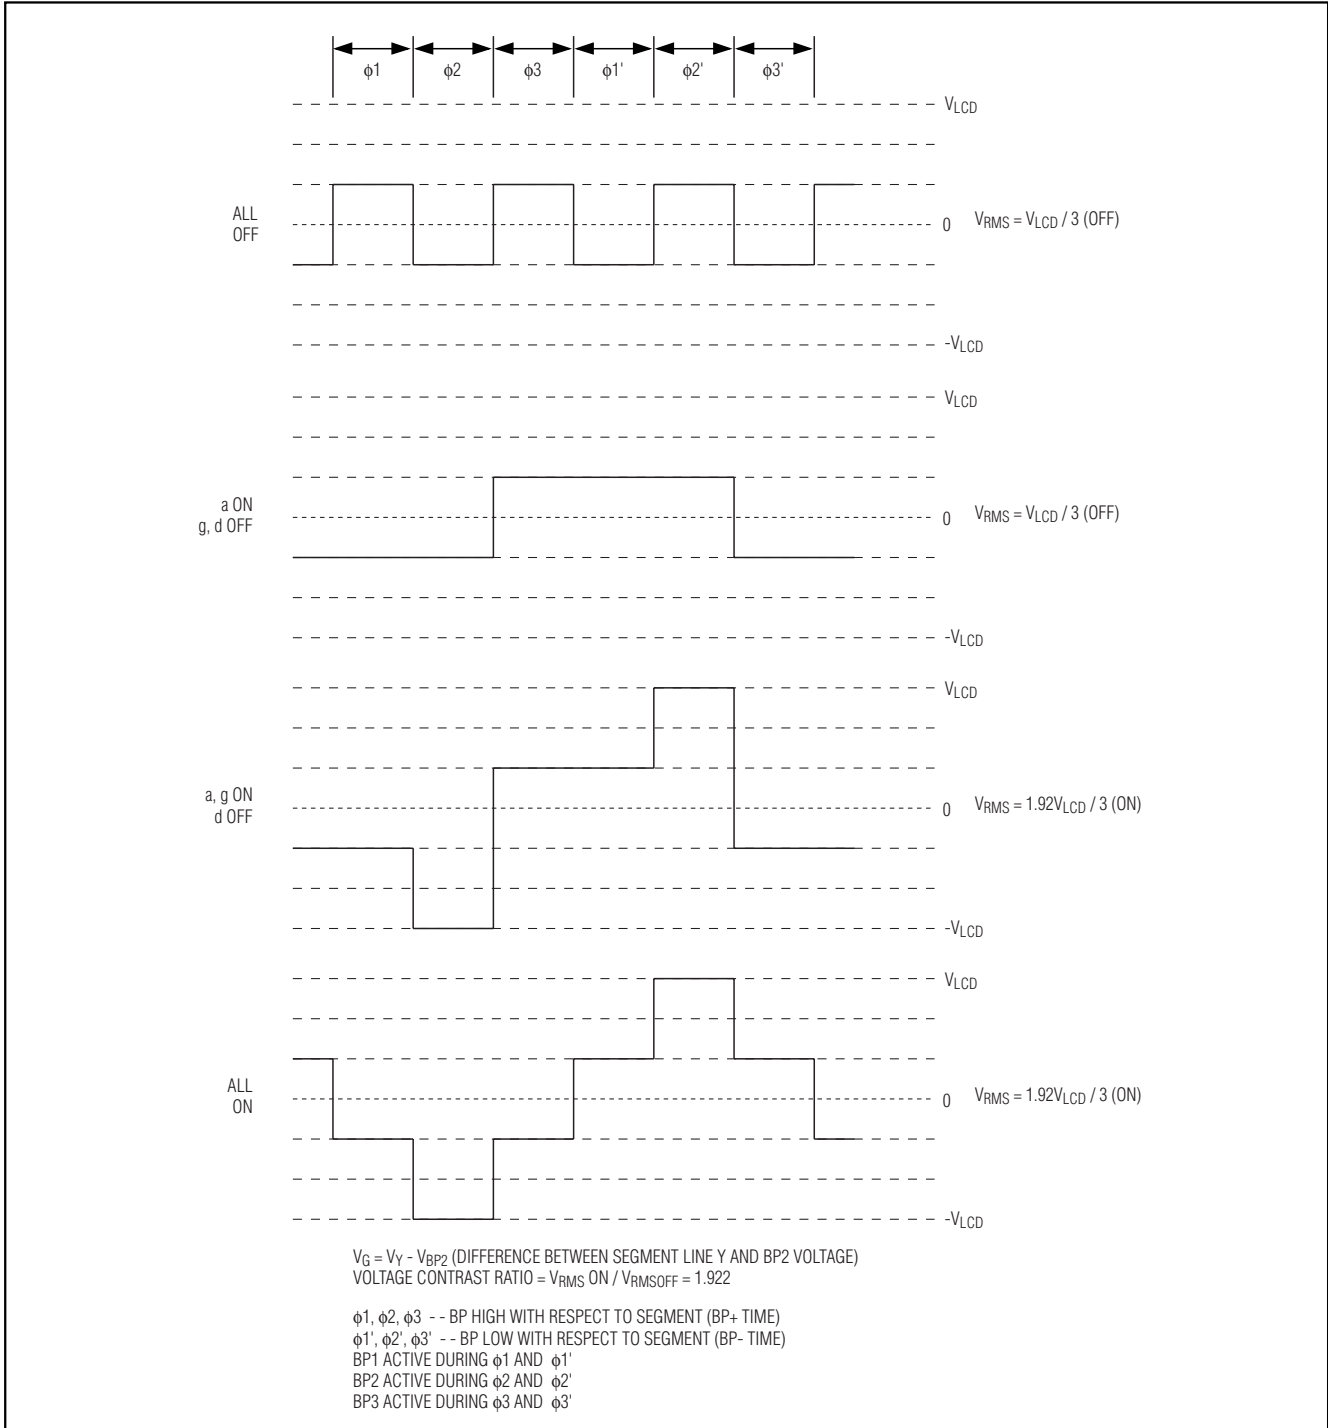 ϕ1 ϕ2 ϕ3 ϕ1' ϕ2' ϕ3'
VLCD
ALL
OFF
0 VRMS = VLCD / 3 (OFF)
-VLCD
VLCD
a ON
g, d OFF
0 VRMS = VLCD / 3 (OFF)
-VLCD
VLCD
a, g ON
d OFF
0 VRMS = 1.92VLCD / 3 (ON)
-VLCD
VLCD
ALL
ON
0 VRMS = 1.92VLCD / 3 (ON)
-VLCD
VG = VY - VBP2 (DIFFERENCE BETWEEN SEGMENT LINE Y AND BP2 VOLTAGE)
VOLTAGE CONTRAST RATIO = VRMS ON / VRMSOFF = 1.922
ϕ1, ϕ2, ϕ3 - - BP HIGH WITH RESPECT TO SEGMENT (BP+ TIME)
ϕ1', ϕ2', ϕ3' - - BP LOW WITH RESPECT TO SEGMENT (BP- TIME)
BP1 ACTIVE DURING ϕ1 AND ϕ1'
BP2 ACTIVE DURING ϕ2 AND ϕ2'
BP3 ACTIVE DURING ϕ3 AND ϕ3'